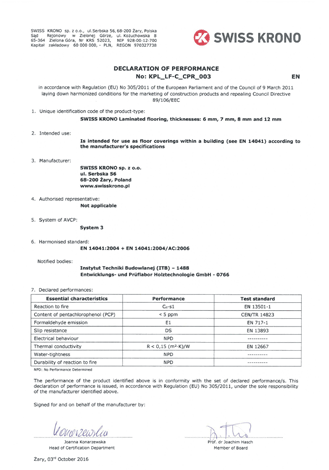 SWISS KRONO sp. z o.o., ul. Serbska 56, 68-200 Żary, Polska
Sąd Rejonowy w Zielonej Górze, ul. Kożuchowska 8
65-364 Zielona Góra, Nr KRS 52023, NIP 928-00-12-700
Kapitał zakładowy 80 000 000,- PLN, REGON 970327738
SWISS KRONO
DECLARATION OF PERFORMANCE
No: KPL_LF-C_CPR_003
EN
in accordance with Regulation (EU) No 305/2011 of the European Parliament and of the Council of 9 March 2011
laying down harmonized conditions for the marketing of construction products and repealing Council Directive
89/106/EEC
1. Unique identification code of the product-type:
SWISS KRONO Laminated flooring, thicknesses: 6 mm, 7 mm, 8 mm and 12 mm
2. Intended use:
Is intended for use as floor coverings within a building (see EN 14041) according to
the manufacturer's specifications
3. Manufacturer:
SWISS KRONO sp. z o.o.
ul. Serbska 56
68-200 Żary, Poland
www.swisskrono.pl
4. Authorised representative:
Not applicable
5. System of AVCP:
System 3
6. Harmonised standard:
EN 14041:2004 + EN 14041:2004/AC:2006
Notified bodies:
Instytut Techniki Budowlanej (ITB) – 1488
Entwicklungs- und Prüflabor Holztechnologie GmbH - 0766
7. Declared performances:
Essential characteristics Performance Test standard
Reaction to fire Cfl-s1 EN 13501-1
Content of pentachlorophenol (PCP) < 5 ppm CEN/TR 14823
Formaldehyde emission E1 EN 717-1
Slip resistance DS EN 13893
Electrical behaviour NPD ----------
Thermal conductivity R < 0,15 (m²·K)/W EN 12667
Water-tightness NPD ----------
Durability of reaction to fire NPD ----------
NPD: No Performance Determined
The performance of the product identified above is in conformity with the set of declared performance/s. This
declaration of performance is issued, in accordance with Regulation (EU) No 305/2011, under the sole responsibility
of the manufacturer identified above.
Signed for and on behalf of the manufacturer by:
Joanna Konarzewska
Head of Certification Department
Prof. dr Joachim Hasch
Member of Board
Żary, 03rd October 2016